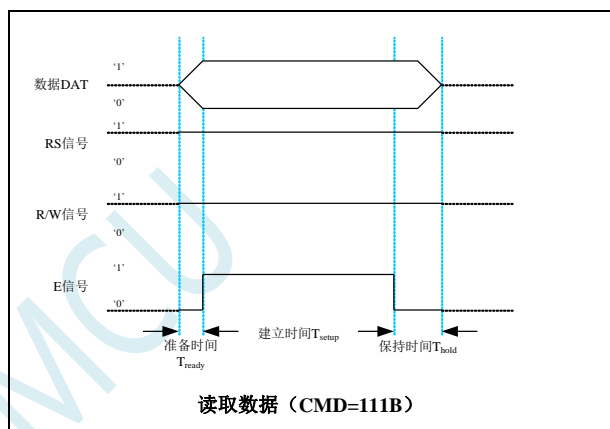 ‘1’
数据DAT
‘0’
‘1’
RS信号
‘0’
‘1’
R/W信号
‘0’
‘1’
E信号
‘0’
准备时间
Tready
建立时间Tsetup
保持时间Thold
读取数据（CMD=111B）
MCU